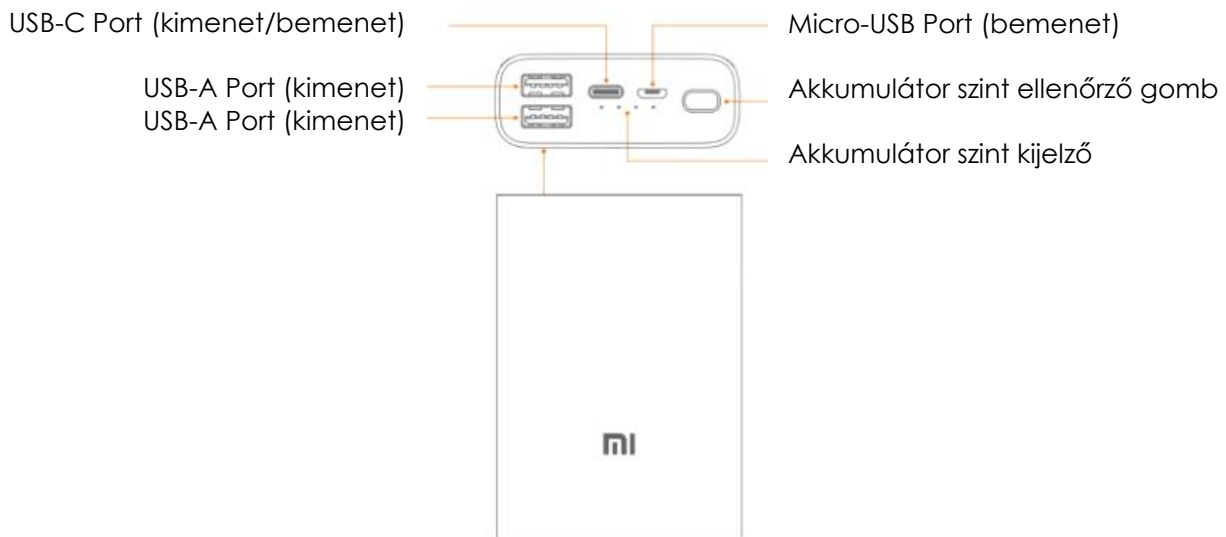 USB-C Port (kimenet/bemenet)
USB-A Port (kimenet)
USB-A Port (kimenet)
Micro-USB Port (bemenet)
Akkumulátor szint ellenőrző gomb
Akkumulátor szint kijelző
mi